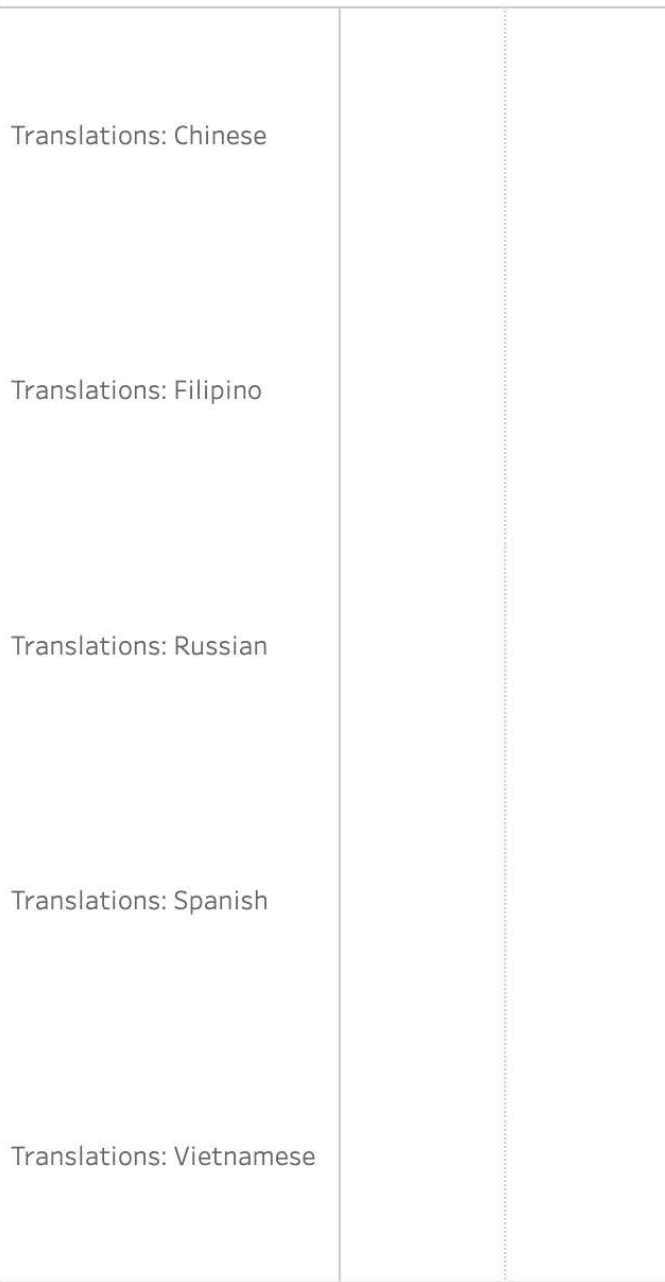 Translations: Chinese
Translations: Filipino
Translations: Russian
Translations: Spanish
Translations: Vietnamese